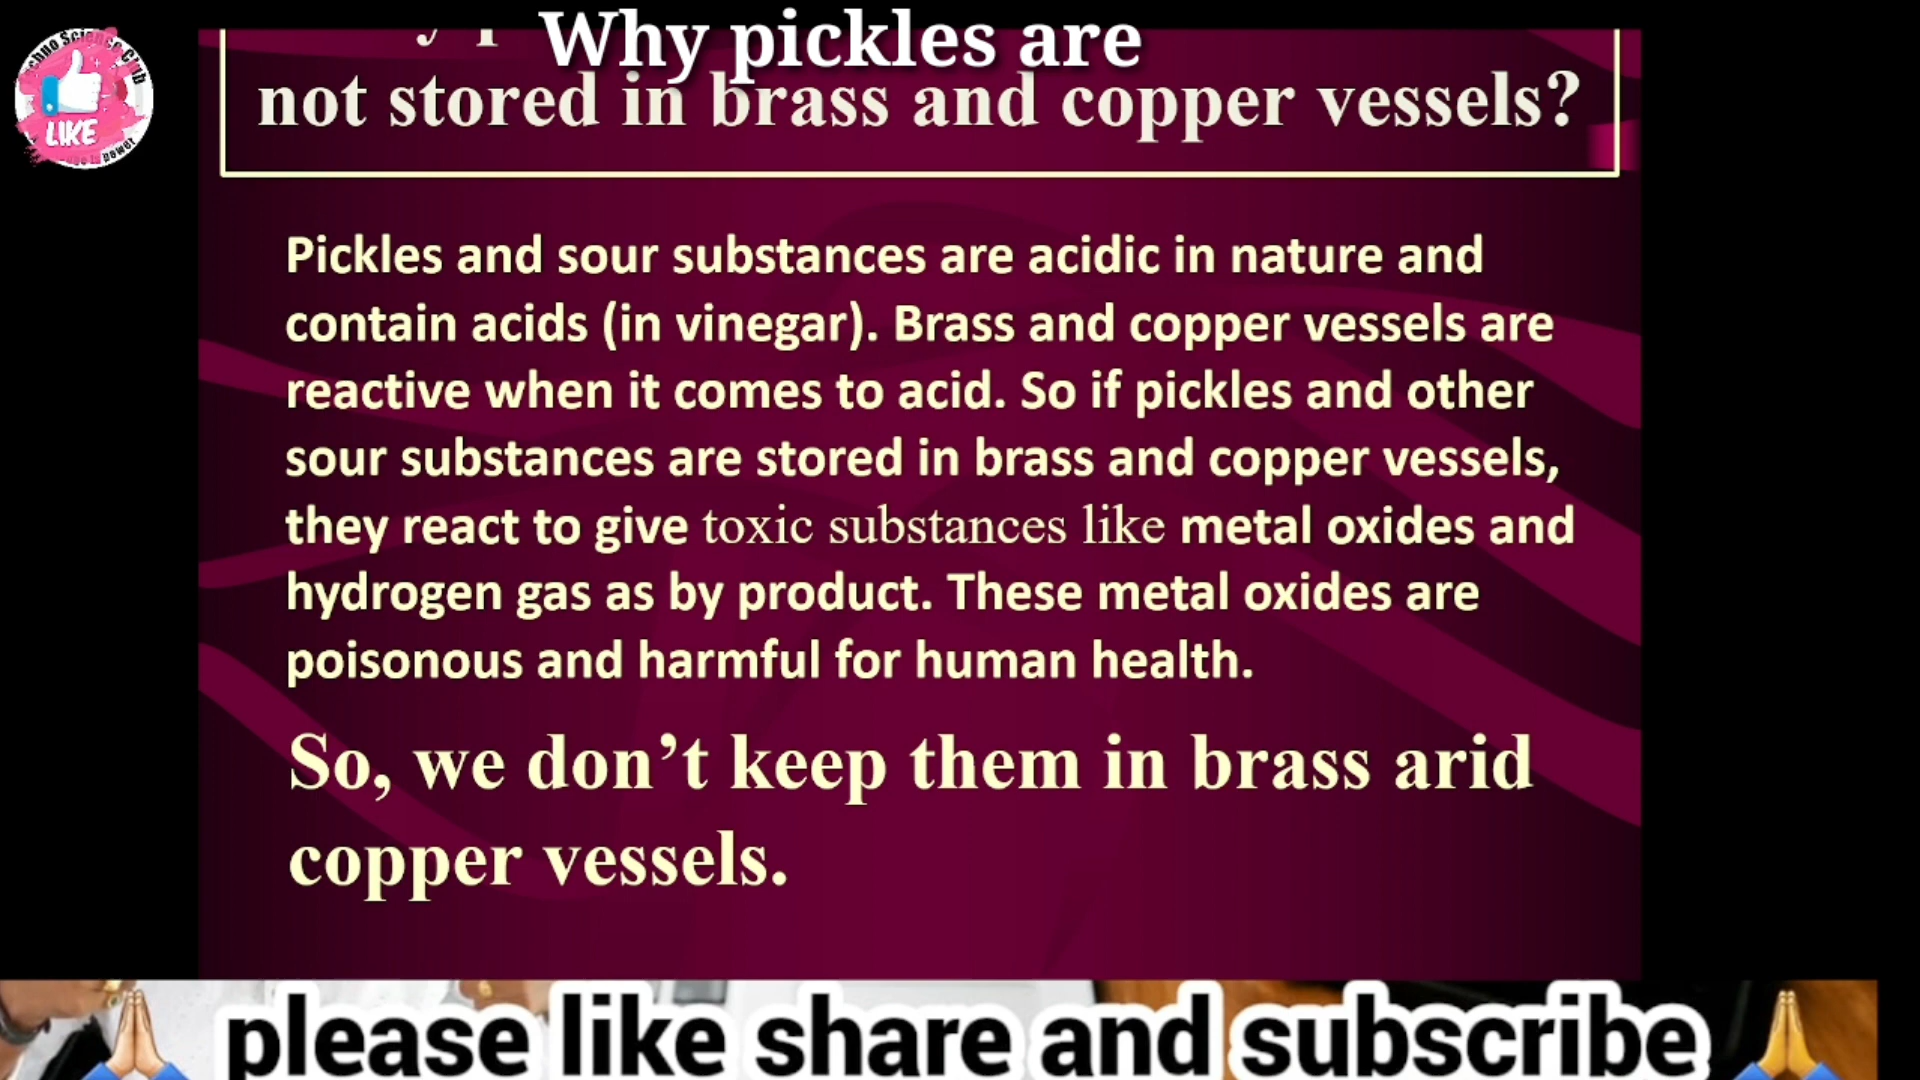 Why pickles are
not stored in brass and copper vessels?
LIKE
Pickles and sour substances are acidic in nature and
contain acids (in vinegar). Brass and copper vessels are
reactive when it comes to acid. So if pickles and other
sour substances are stored in brass and copper vessels,
they react to give toxic substances like metal oxides and
hydrogen gas as by product. These metal oxides are
poisonous and harmful for human health.
So, we don’t keep them in brass arid
copper vessels.
please like share and subscribe